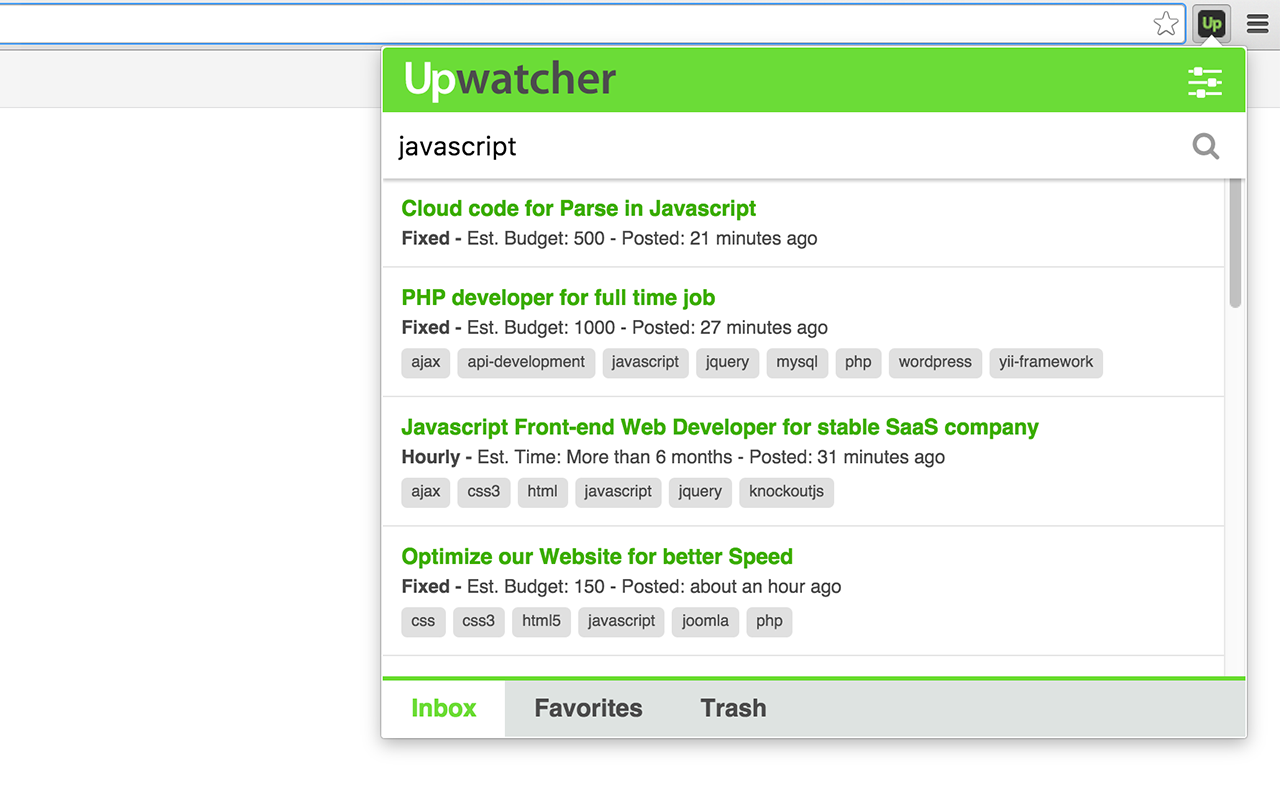 Up
Upwatcher
javascript
Cloud code for Parse in Javascript
Fixed - Est. Budget: 500 - Posted: 21 minutes ago
PHP developer for full time job
Fixed - Est. Budget: 1000 - Posted: 27 minutes ago
ajax api-development javascript jquery mysql php wordpress yii-framework
Javascript Front-end Web Developer for stable SaaS company
Hourly - Est. Time: More than 6 months - Posted: 31 minutes ago
ajax css3 html javascript jquery knockoutjs
Optimize our Website for better Speed
Fixed - Est. Budget: 150 - Posted: about an hour ago
css css3 html5 javascript joomla php
Inbox Favorites Trash